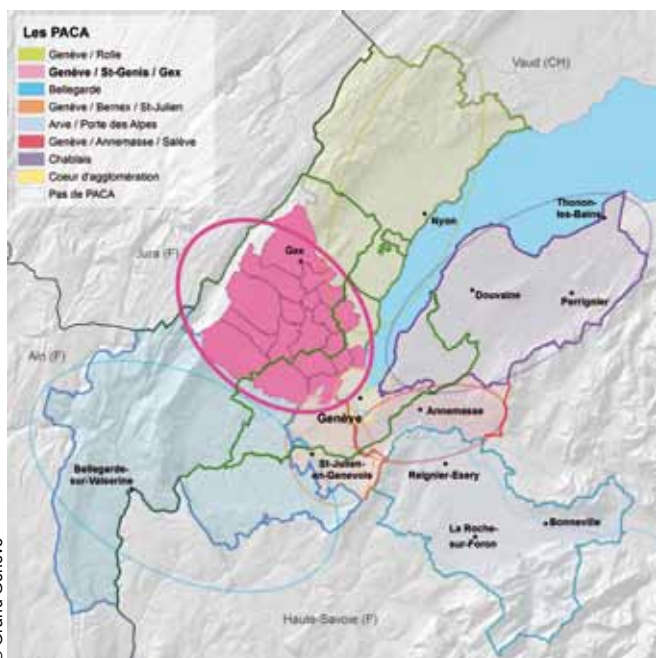 Les PACA
Genève / Rolle
Genève / St-Genis / Gex
Bellegarde
Genève / Bernex / St-Julien
Arve / Porte des Alpes
Genève / Annemasse / Salève
Chablais
Coeur d'agglomération
Pas de PACA
Vaud (CH)
Thonon-
les-Bains
Nyon
Gex
Jura (F)
Douvaine
Perrignier
Ain (F)
Genève
Annemasse
St-Julien-
en-Genevois
Reignier-Esery
Bellegarde-
sur-Valserine
La Roche-
sur-Foron
Bonneville
Haute-Savoie (F)
© Grand Genève